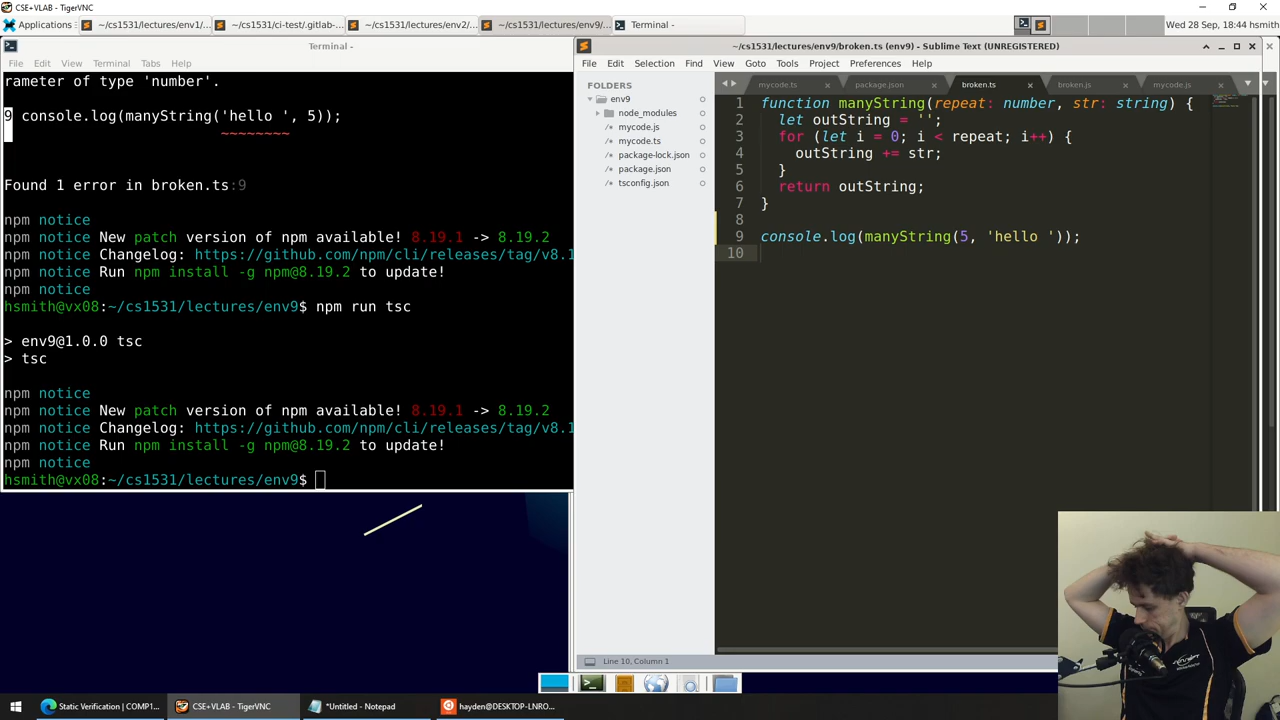 CSE+VLAB - TigerVNC
Applications
~/cs1531/lectures/env1/...
~/cs1531/ci-test/.gitlab-...
~/cs1531/lectures/env2/...
~/cs1531/lectures/env9/...
Terminal -
Wed 28 Sep, 18:44 hsmith
Terminal -
File Edit View Terminal Tabs Help
rameter of type 'number'.
9 console.log(manyString('hello ', 5));
~~~~~~~~
Found 1 error in broken.ts:9
npm notice
npm notice New patch version of npm available! 8.19.1 -> 8.19.2
npm notice Changelog: https://github.com/npm/cli/releases/tag/v8.1
npm notice Run npm install -g npm@8.19.2 to update!
npm notice
hsmith@vx08:~/cs1531/lectures/env9$ npm run tsc
> env9@1.0.0 tsc
> tsc
npm notice
npm notice New patch version of npm available! 8.19.1 -> 8.19.2
npm notice Changelog: https://github.com/npm/cli/releases/tag/v8.1
npm notice Run npm install -g npm@8.19.2 to update!
npm notice
hsmith@vx08:~/cs1531/lectures/env9$
~/cs1531/lectures/env9/broken.ts (env9) - Sublime Text (UNREGISTERED)
File Edit Selection Find View Goto Tools Project Preferences Help
FOLDERS
env9
node_modules
/* mycode.js
/* mycode.ts
/* package-lock.json
/* package.json
/* tsconfig.json
mycode.ts package.json broken.ts broken.js mycode.js
1 function manyString(repeat: number, str: string) {
2 let outString = '';
3 for (let i = 0; i < repeat; i++) {
4 outString += str;
5 }
6 return outString;
7 }
8
9 console.log(manyString(5, 'hello '));
10
Line 10, Column 1
Static Verification | COMP1...
CSE+VLAB - TigerVNC
*Untitled - Notepad
hayden@DESKTOP-LNRO...